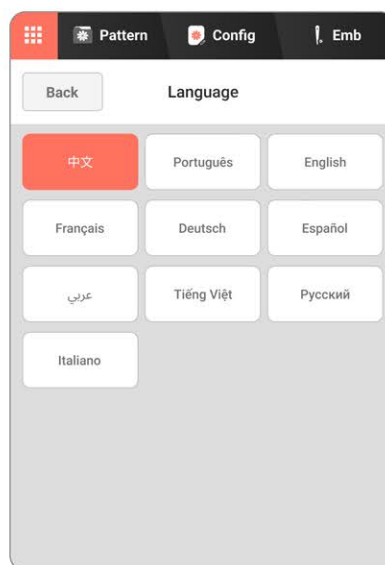 Pattern Config Emb
Back Language
中文 Português English
Français Deutsch Español
عربي Tiếng Việt Русский
Italiano